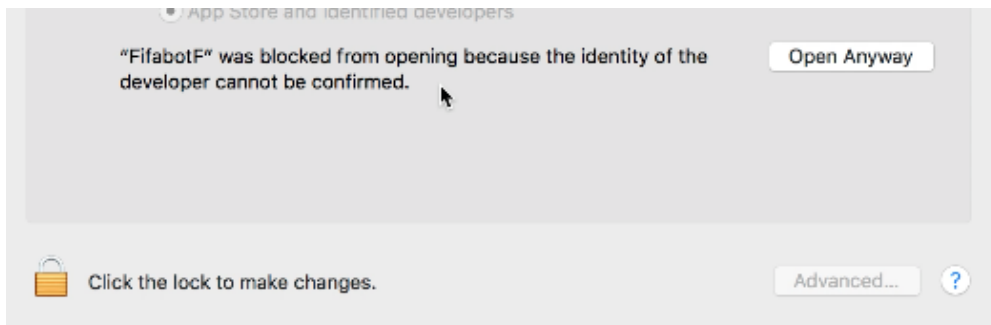 App Store and identified developers
“FifabotF” was blocked from opening because the identity of the
Open Anyway
developer cannot be confirmed.
Click the lock to make changes.
Advanced...
?